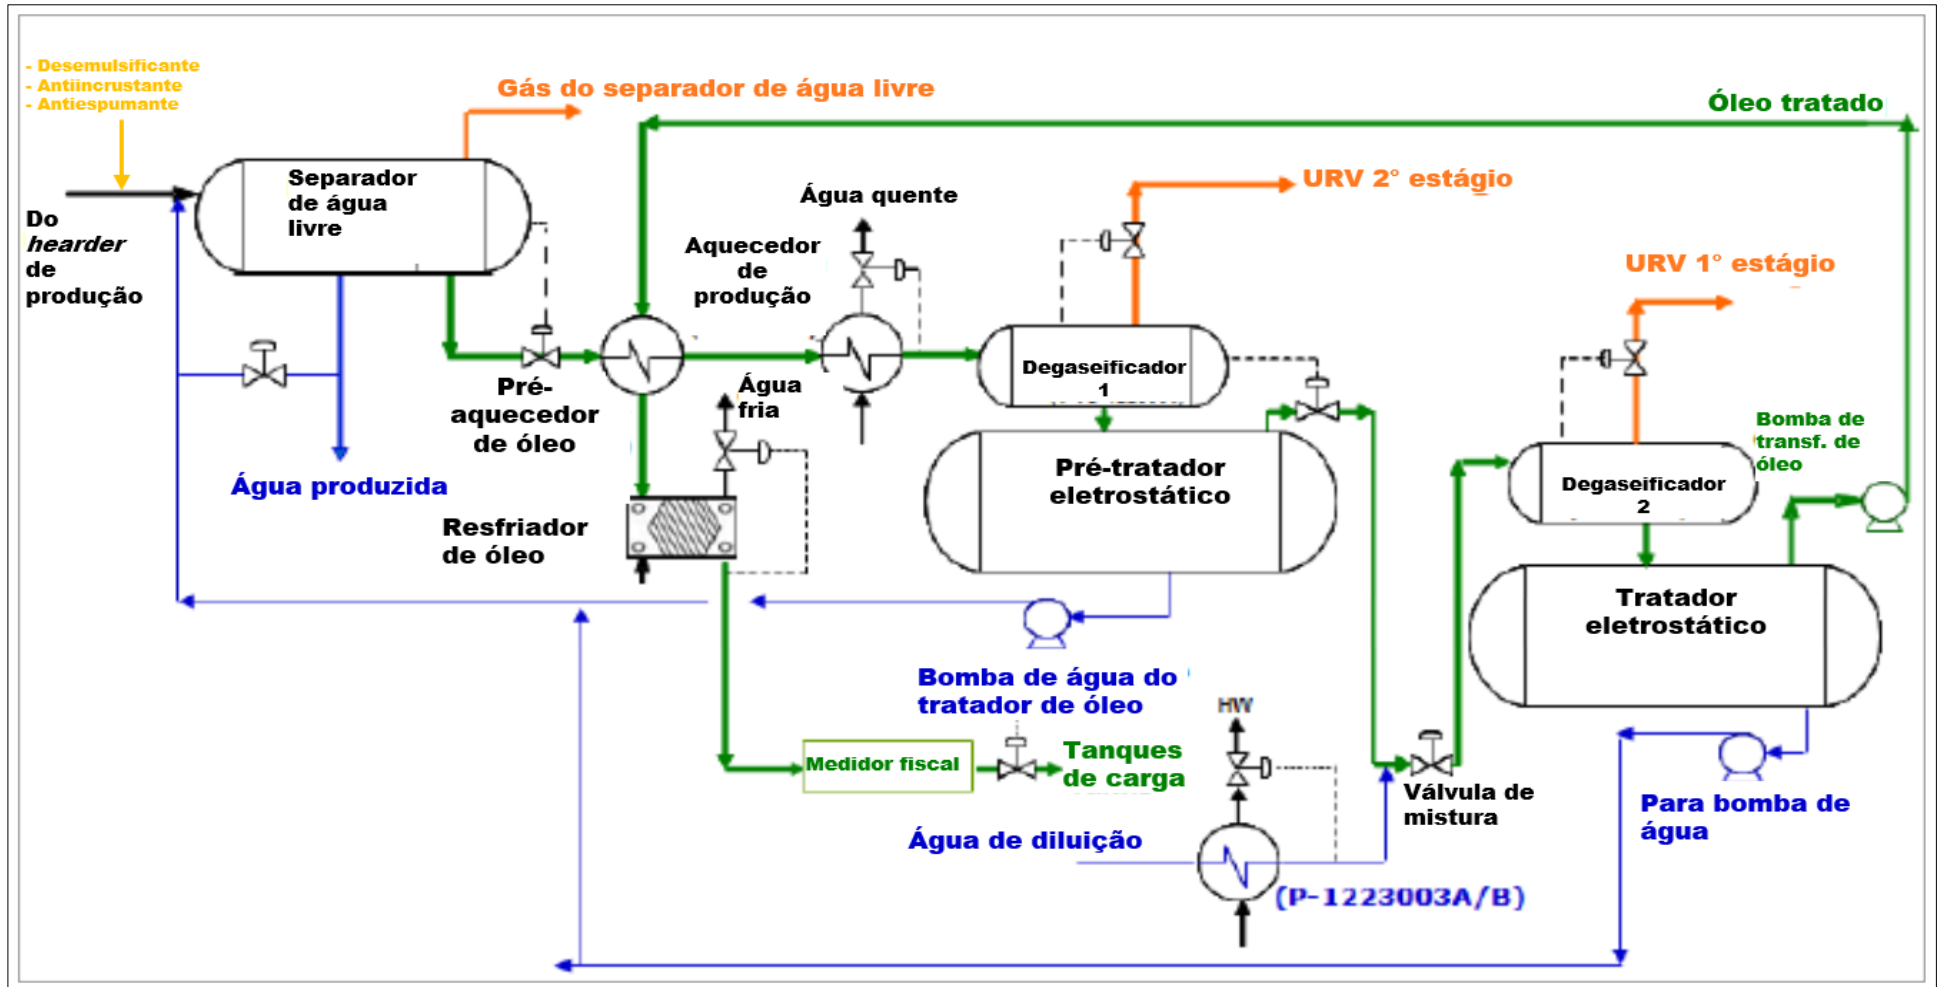 - Desemulsificante
- Antiincrustante
- Antiespumante
Gás do separador de água livre
Óleo tratado
Separador
de água
livre
Do
hearder
de
produção
Água quente
URV 2° estágio
Aquecedor
de
produção
URV 1° estágio
Degaseificador
1
Água
fria
Pré-
aquecedor
de óleo
Bomba de
transf. de
óleo
Água produzida
Pré-tratador
eletrostático
Degaseificador
2
Resfriador
de óleo
Tratador
eletrostático
Bomba de água do
tratador de óleo
HW
Medidor fiscal
Tanques
de carga
Válvula de
mistura
Para bomba de
água
Água de diluição
(P-1223003A/B)